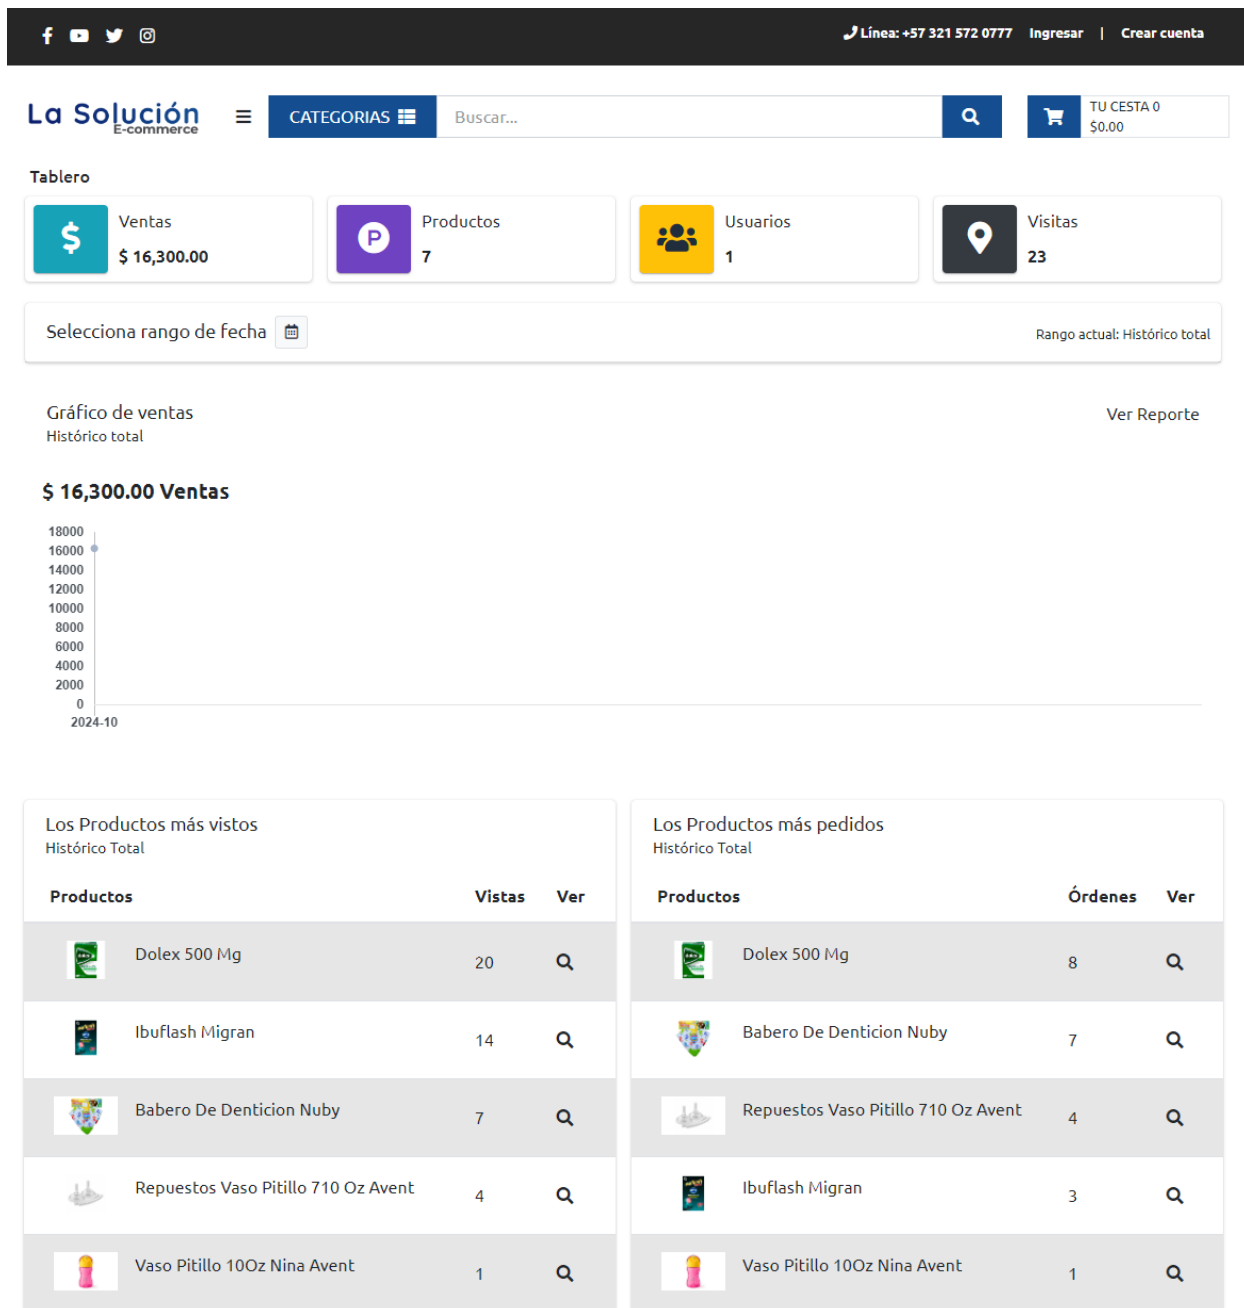 Línea: +57 321 572 0777 Ingresar | Crear cuenta
La Solución
E-commerce
CATEGORIAS
Buscar...
TU CESTA 0
$0.00
Tablero
Ventas
$ 16,300.00
Productos
7
Usuarios
1
Visitas
23
Selecciona rango de fecha
Rango actual: Histórico total
Gráfico de ventas
Histórico total
Ver Reporte
$ 16,300.00 Ventas
18000
16000
14000
12000
10000
8000
6000
4000
2000
0
2024-10
Los Productos más vistos
Histórico Total
Productos Vistas Ver
Dolex 500 Mg 20
Ibuflash Migran 14
Babero De Denticion Nuby 7
Repuestos Vaso Pitillo 710 Oz Avent 4
Vaso Pitillo 10Oz Nina Avent 1
Los Productos más pedidos
Histórico Total
Productos Órdenes Ver
Dolex 500 Mg 8
Babero De Denticion Nuby 7
Repuestos Vaso Pitillo 710 Oz Avent 4
Ibuflash Migran 3
Vaso Pitillo 10Oz Nina Avent 1